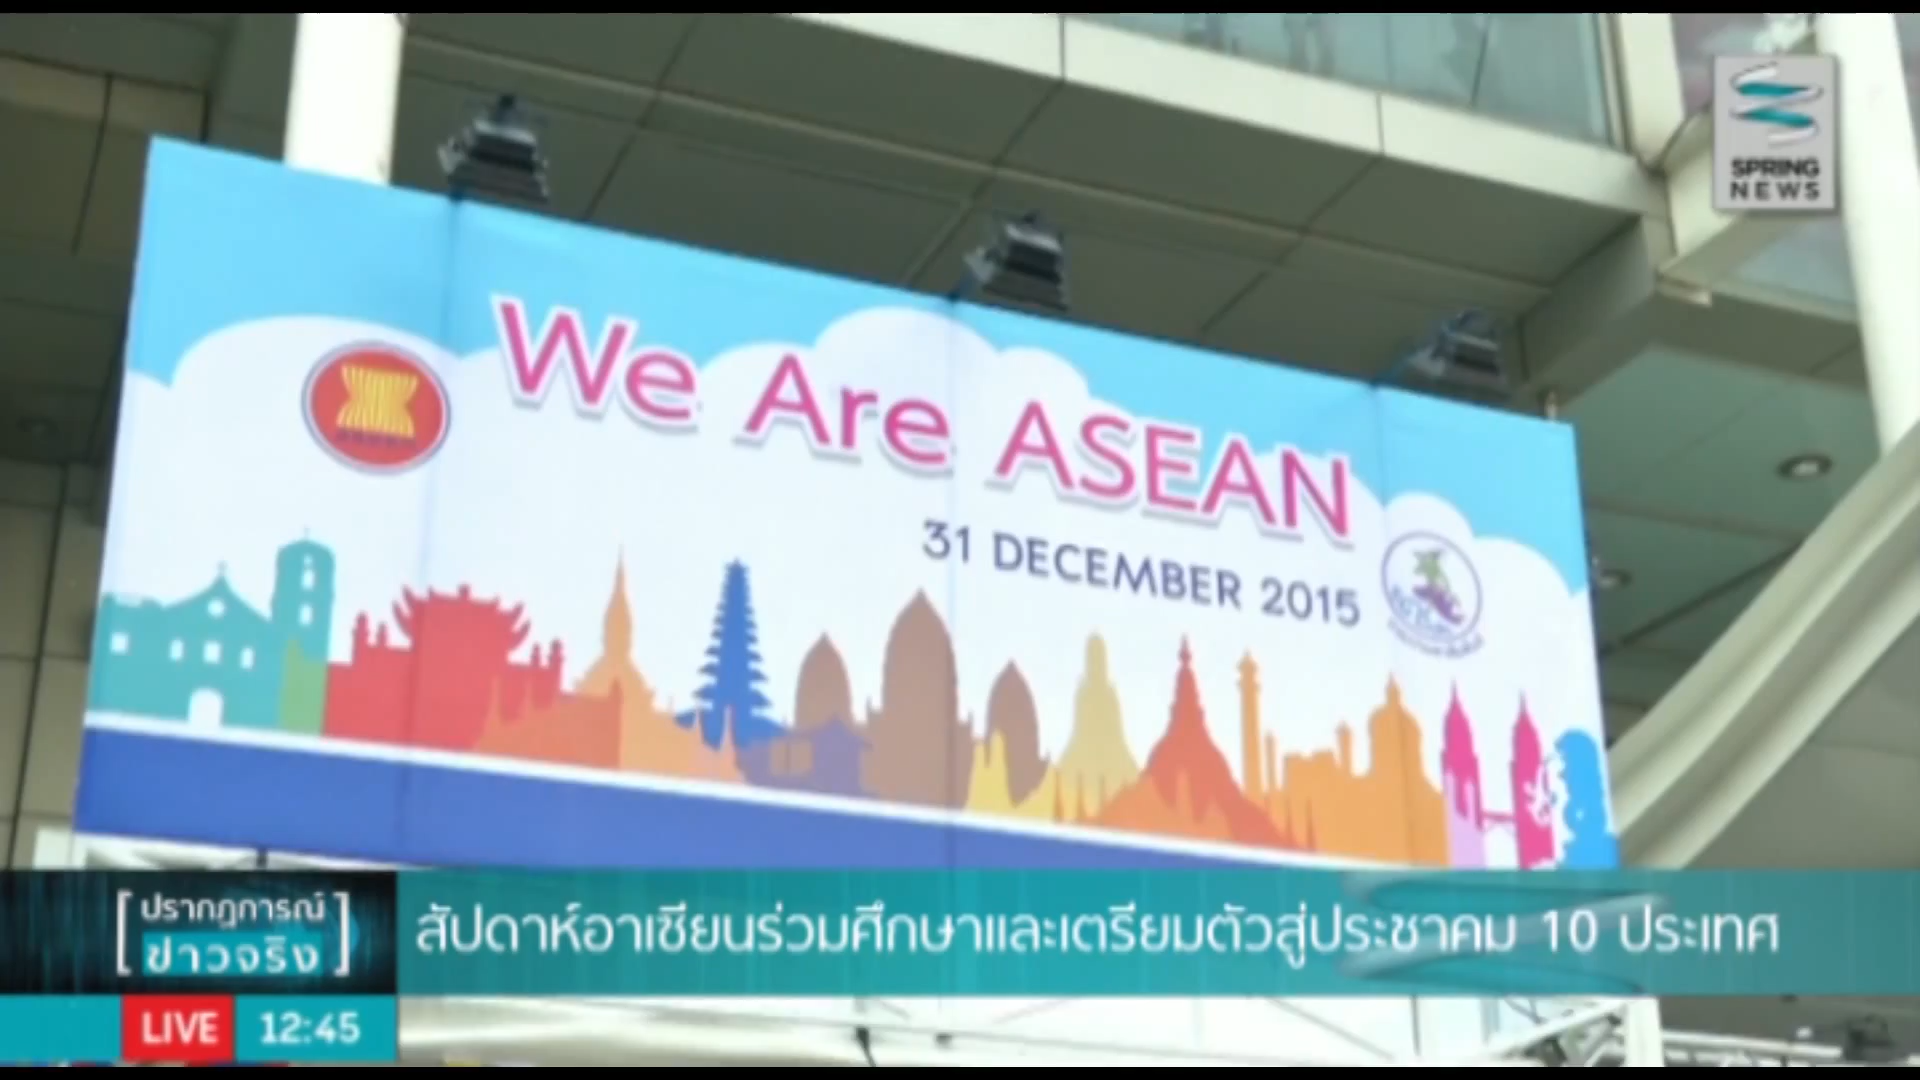 SPRING
NEWS
We Are ASEAN
31 DECEMBER 2015
ปรากฏการณ์
ข่าวจริง
สัปดาห์อาเซียนร่วมศึกษาและเตรียมตัวสู่ประชาคม 10 ประเทศ
LIVE 12:45